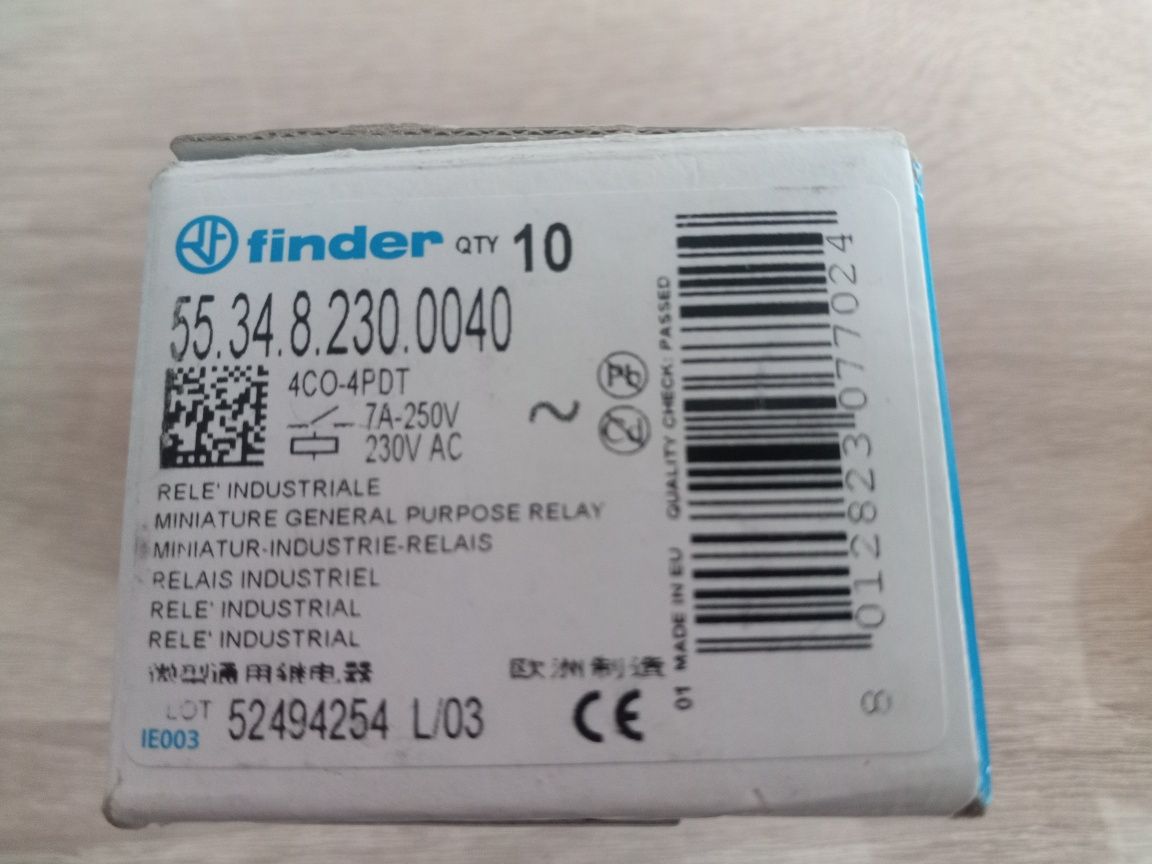 finder QTY 10
55.34.8.230.0040
4CO-4PDT
7A-250V
230V AC
RELE' INDUSTRIALE
MINIATURE GENERAL PURPOSE RELAY
MINIATUR-INDUSTRIE-RELAIS
RELAIS INDUSTRIEL
RELE' INDUSTRIAL
RELE' INDUSTRIAL
微型通用继电器 欧洲制造
LOT 52494254 L/03
IE003 CE
01 MADE IN EU QUALITY CHECK: PASSED
8 012823 077024